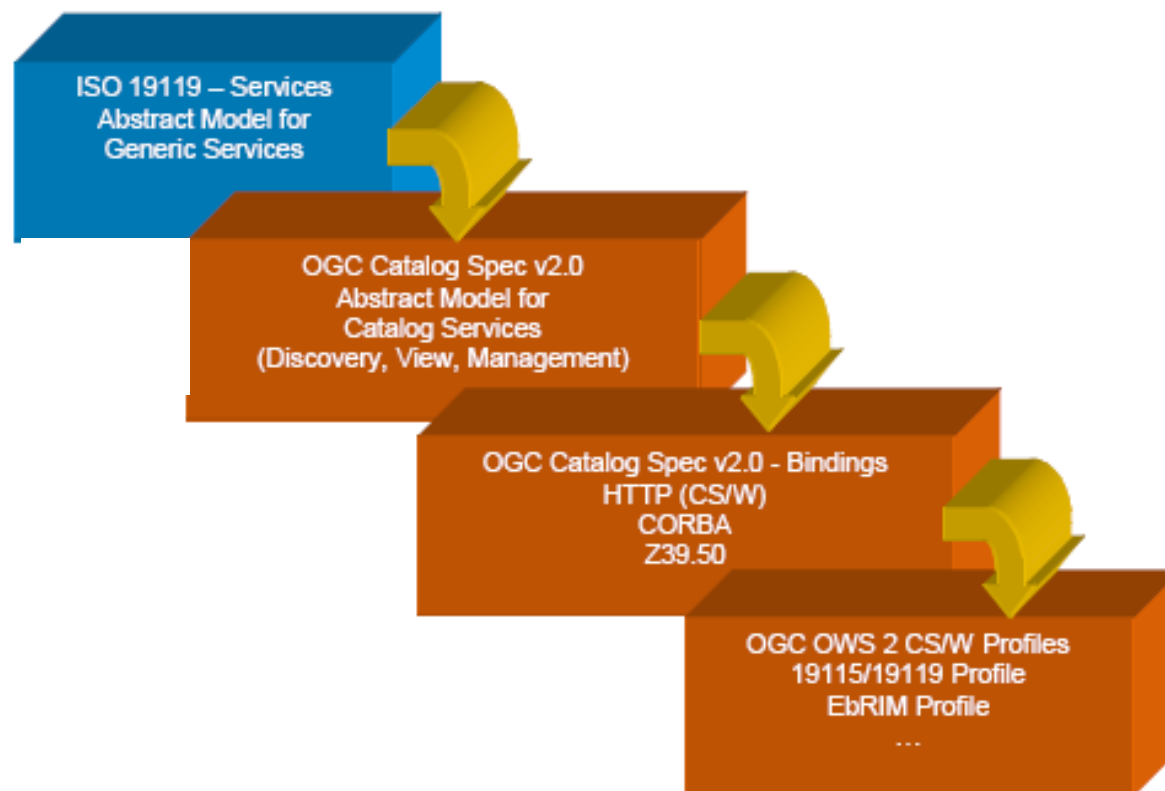 ISO 19119 – Services
Abstract Model for
Generic Services
OGC Catalog Spec v2.0
Abstract Model for
Catalog Services
(Discovery, View, Management)
OGC Catalog Spec v2.0 - Bindings
HTTP (CS/W)
CORBA
Z39.50
OGC OWS 2 CS/W Profiles
19115/19119 Profile
EbRIM Profile
...